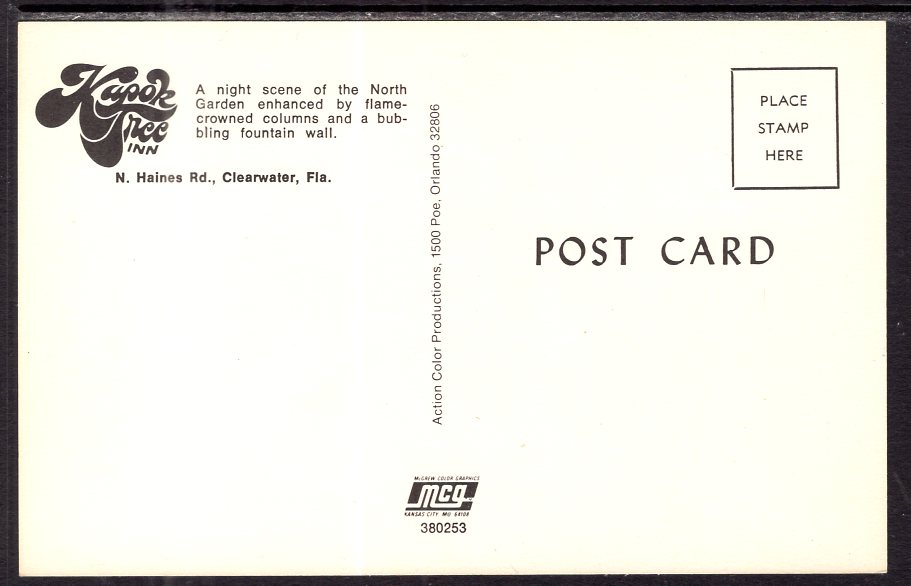 Kapok
Tree
INN
A night scene of the North
Garden enhanced by flame-
crowned columns and a bub-
bling fountain wall.
N. Haines Rd., Clearwater, Fla.
Action Color Productions, 1500 Poe, Orlando 32806
McGREW COLOR GRAPHICS
mcg
KANSAS CITY MO 64108
380253
PLACE
STAMP
HERE
POST CARD